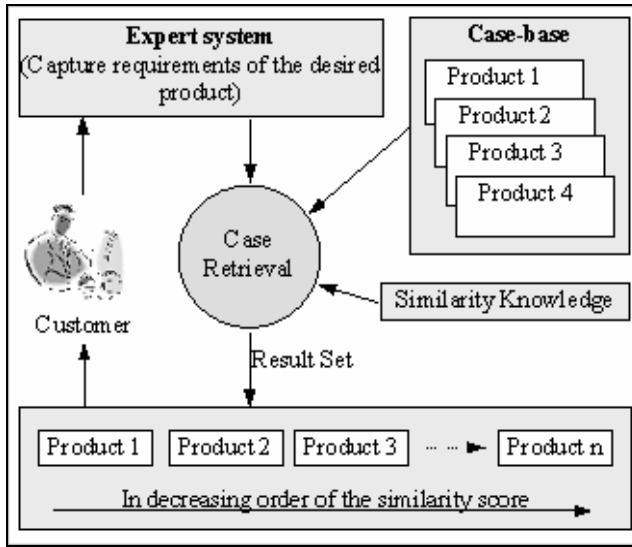 Expert system
(Capture requirements of the desired
product)
Case-base
Product 1
Product 2
Product 3
Product 4
Case
Retrieval
Similarity Knowledge
Customer
Result Set
Product 1
Product 2
Product 3
Product n
In decreasing order of the similarity score